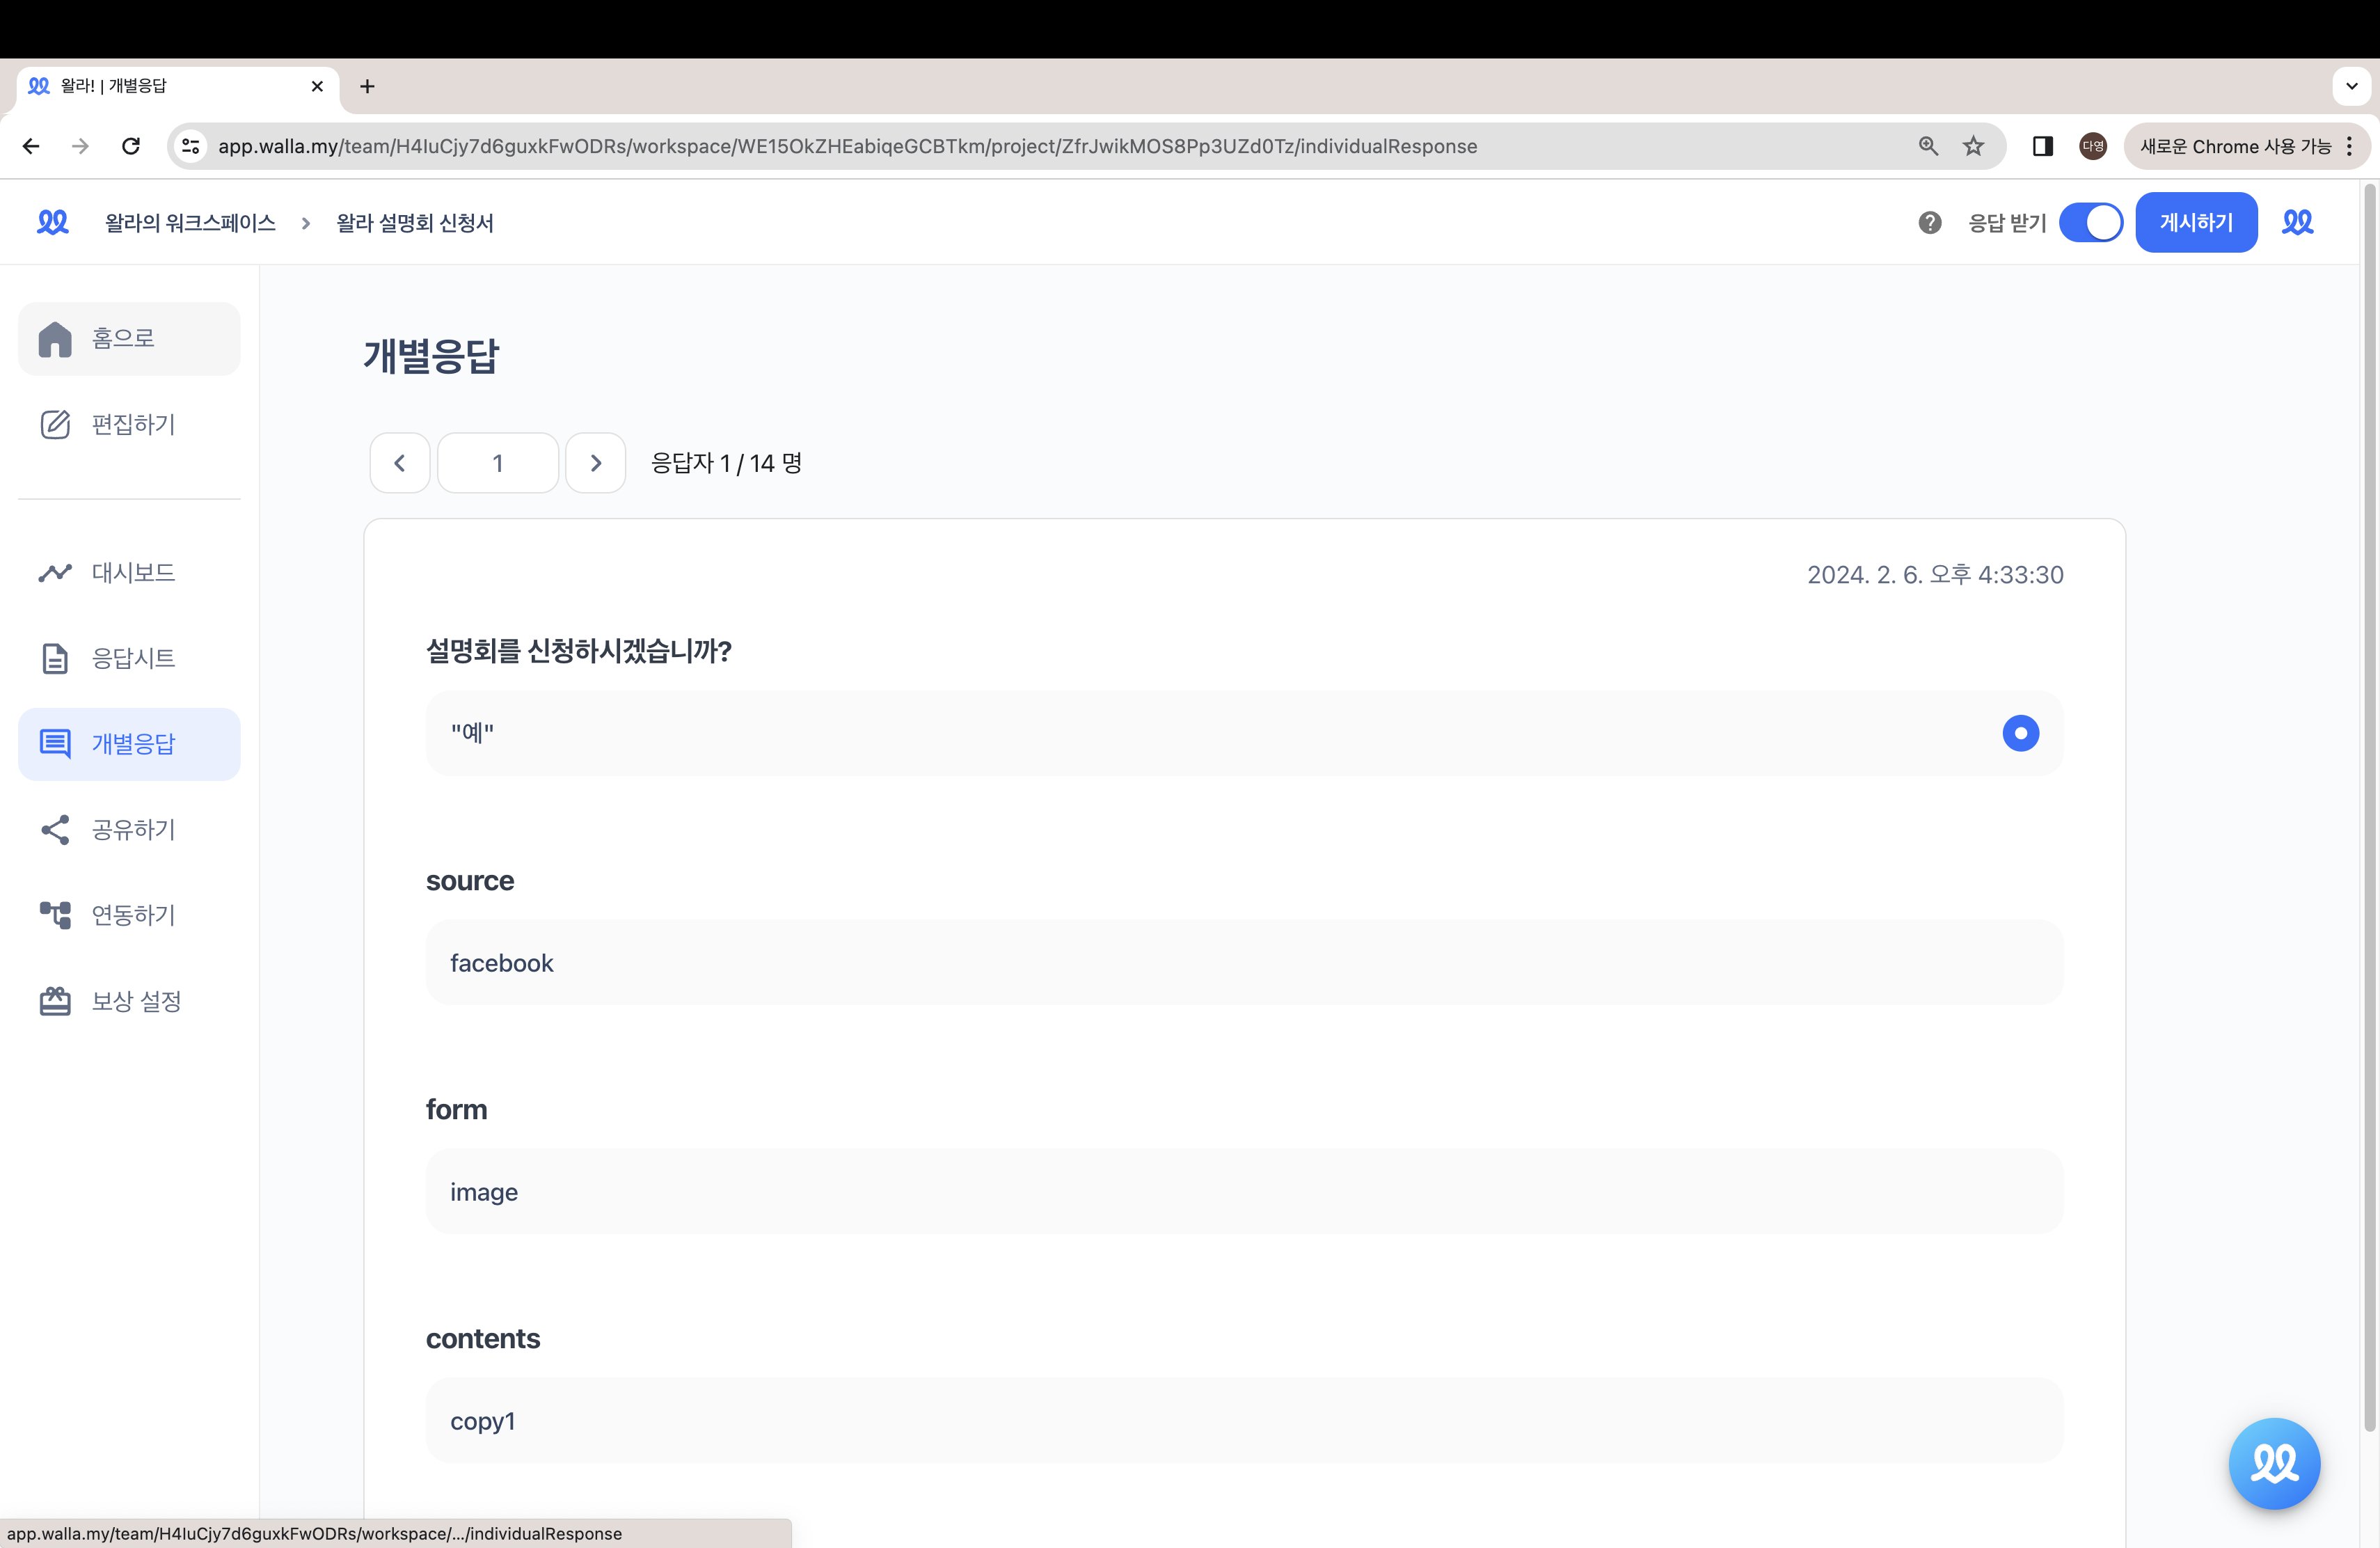 왈라! | 개별응답
app.walla.my/team/H4IuCjy7d6guxkFwODRs/workspace/WE15OkZHEabiqeGCBTkm/project/ZfrJwikMOS8Pp3UZd0Tz/individualResponse
다영
새로운 Chrome 사용 가능
왈라의 워크스페이스 > 왈라 설명회 신청서
응답 받기
게시하기
홈으로
편집하기
대시보드
응답시트
개별응답
공유하기
연동하기
보상 설정
개별응답
1
응답자 1 / 14 명
2024. 2. 6. 오후 4:33:30
설명회를 신청하시겠습니까?
"예"
source
facebook
form
image
contents
copy1
app.walla.my/team/H4IuCjy7d6guxkFwODRs/workspace/.../individualResponse